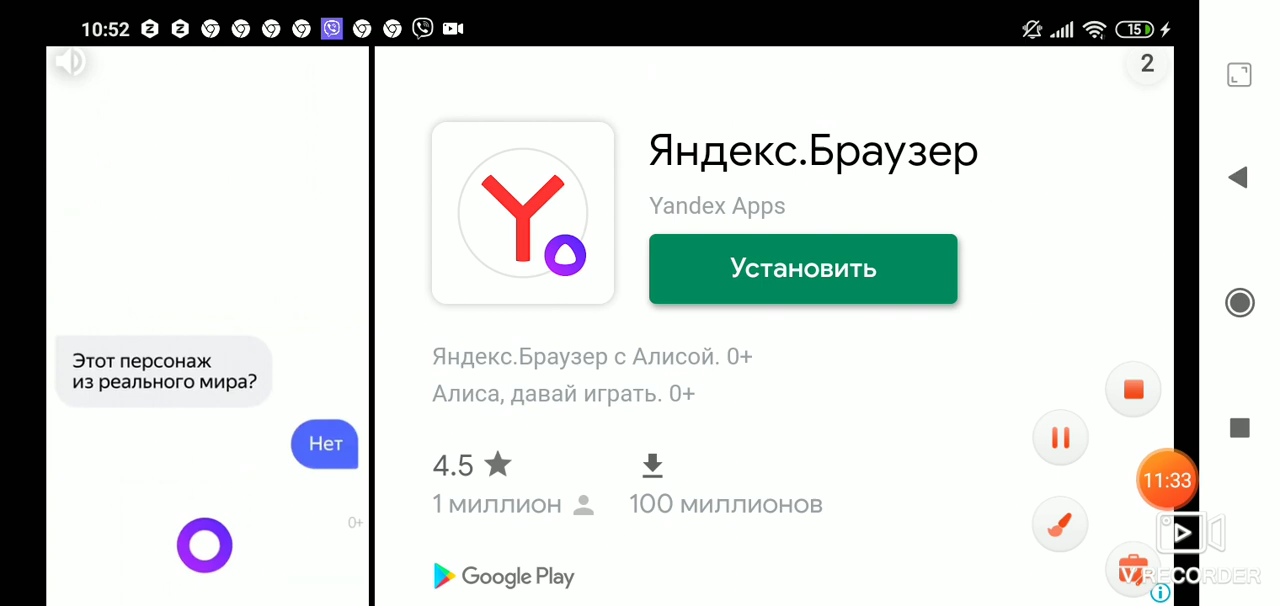 10:52
15
2
Яндекс.Браузер
Yandex Apps
Установить
Этот персонаж
из реального мира?
Нет
0+
Яндекс.Браузер с Алисой. 0+
Алиса, давай играть. 0+
4.5
1 миллион
100 миллионов
Google Play
11:33
VRECORDER